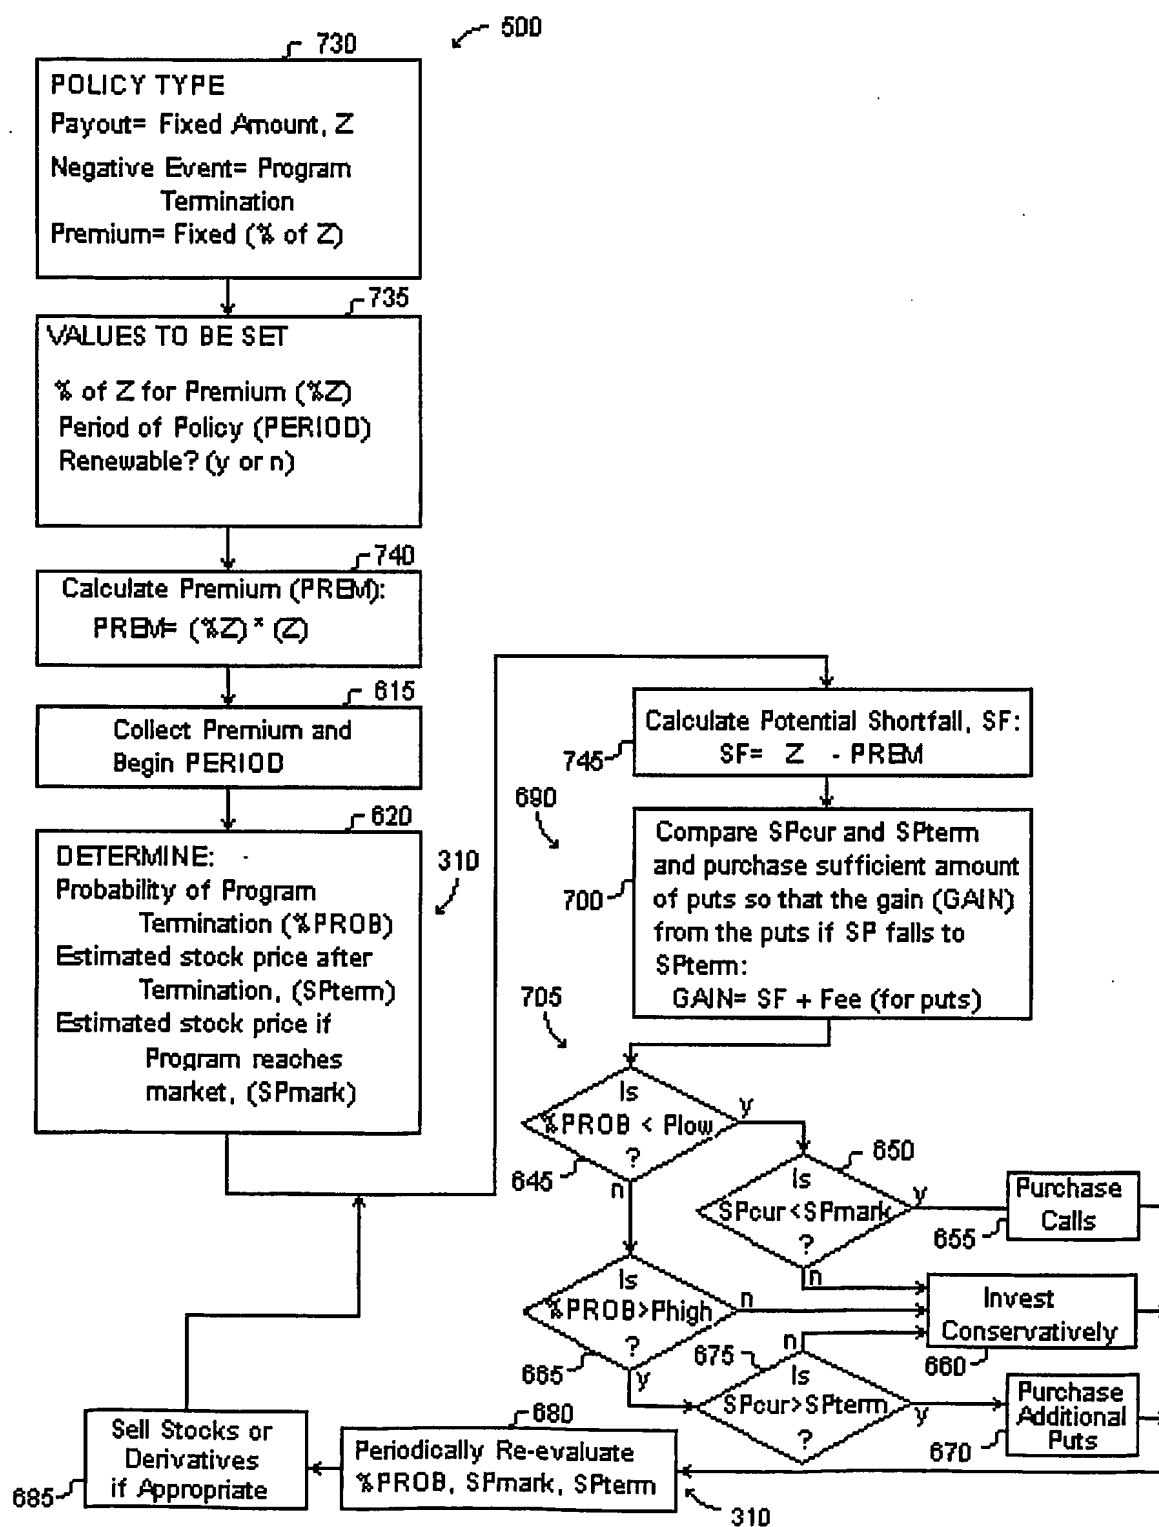 500
730
POLICY TYPE
Payout= Fixed Amount, Z
Negative Event= Program
Termination
Premium= Fixed (% of Z)
735
VALUES TO BE SET
% of Z for Premium (%Z)
Period of Policy (PERIOD)
Renewable? (y or n)
740
Calculate Premium (PREM):
PREM= (%Z) * (Z)
615
Collect Premium and
Begin PERIOD
620
DETERMINE:
Probability of Program
Termination (%PROB)
Estimated stock price after
Termination, (SPterm)
Estimated stock price if
Program reaches
market, (SPmark)
310
745
Calculate Potential Shortfall, SF:
SF= Z - PREM
690
700
Compare SPcur and SPterm
and purchase sufficient amount
of puts so that the gain (GAIN)
from the puts if SP falls to
SPterm:
GAIN= SF + Fee (for puts)
705
Is
%PROB < Plow
?
645
y
n
650
Is
SPcur<SPmark
?
y
n
655
Purchase
Calls
Is
%PROB>Phigh
?
665
n
y
Invest
Conservatively
660
675
n
Is
SPcur>SPterm
?
y
Purchase
Additional
Puts
670
680
Periodically Re-evaluate
%PROB, SPmark, SPterm
310
Sell Stocks or
Derivatives
if Appropriate
685